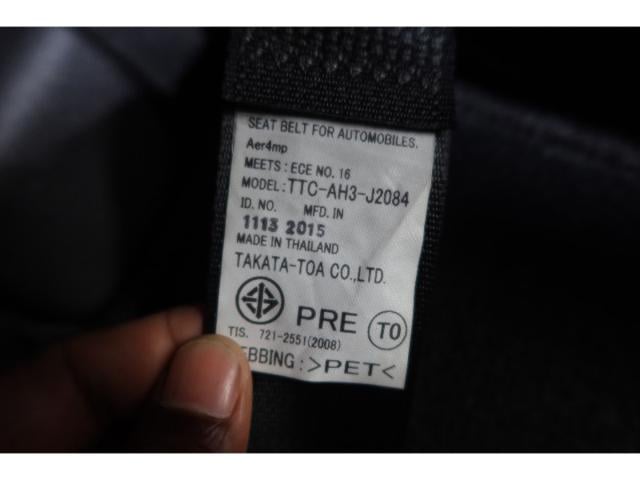 SEAT BELT FOR AUTOMOBILES.
Aer4mp
MEETS : ECE NO. 16
MODEL : TTC-AH3-J2084
ID. NO. MFD. IN
1113 2015
MADE IN THAILAND
TAKATA-TOA CO.,LTD.
PRE TO
TIS. 721-2551(2008)
EBBING : >PET<